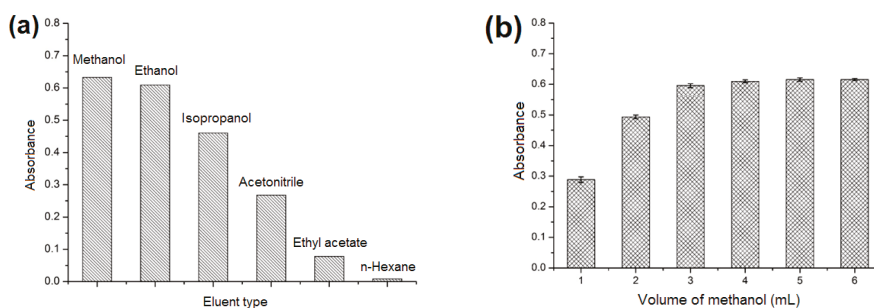 (a)
0.8
0.7
0.6
0.5
0.4
0.3
0.2
0.1
0.0
Absorbance
Methanol
Ethanol
Isopropanol
Acetonitrile
Ethyl acetate
n-Hexane
Eluent type
(b)
0.8
0.7
0.6
0.5
0.4
0.3
0.2
0.1
0.0
Absorbance
1 2 3 4 5 6
Volume of methanol (mL)